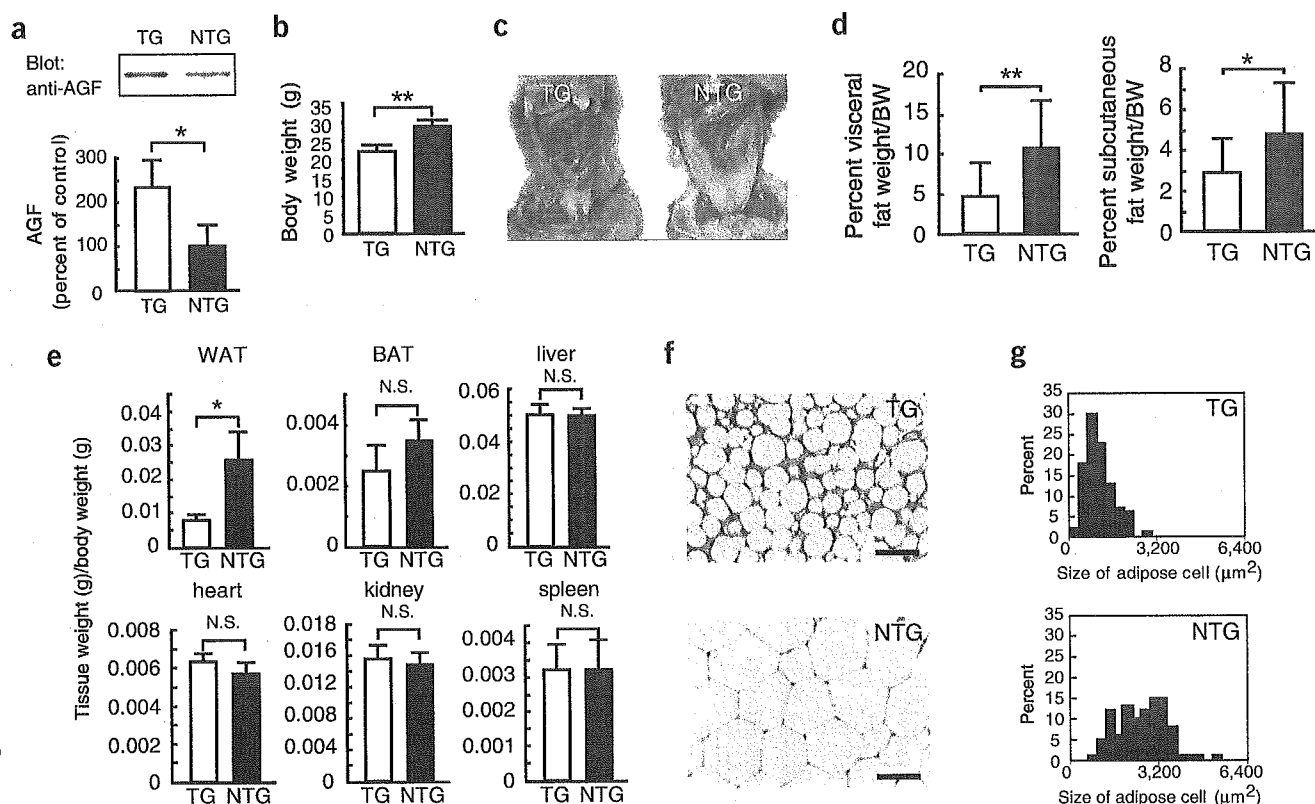 a
TG NTG
Blot:
anti-AGF
*
AGF
(percent of control)
300
200
100
0
TG NTG
b
**
Body weight (g)
35
30
25
20
15
10
5
0
TG NTG
c
TG
NTG
d
**
Percent visceral
fat weight/BW
20
15
10
5
0
TG NTG
*
Percent subcutaneous
fat weight/BW
8
6
4
2
0
TG NTG
e
Tissue weight (g)/body weight (g)
WAT
*
0.04
0.03
0.02
0.01
0
TG NTG
BAT
N.S.
0.004
0.002
0
TG NTG
liver
N.S.
0.06
0.04
0.02
0
TG NTG
heart
N.S.
0.008
0.006
0.004
0.002
0
TG NTG
kidney
N.S.
0.018
0.016
0.012
0.008
0.004
0
TG NTG
spleen
N.S.
0.004
0.003
0.002
0.001
0
TG NTG
f
TG
NTG
g
TG
Percent
35
30
25
20
15
10
5
0
0 3,200 6,400
Size of adipose cell (µm²)
NTG
Percent
35
30
25
20
15
10
5
0
0 3,200 6,400
Size of adipose cell (µm²)